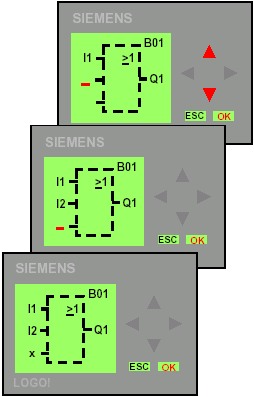 SIEMENS
B01
I1
≥1
Q1
ESC OK
SIEMENS
B01
I1
≥1
I2
Q1
ESC OK
SIEMENS
B01
I1
≥1
I2
Q1
x
ESC OK
LOGO!